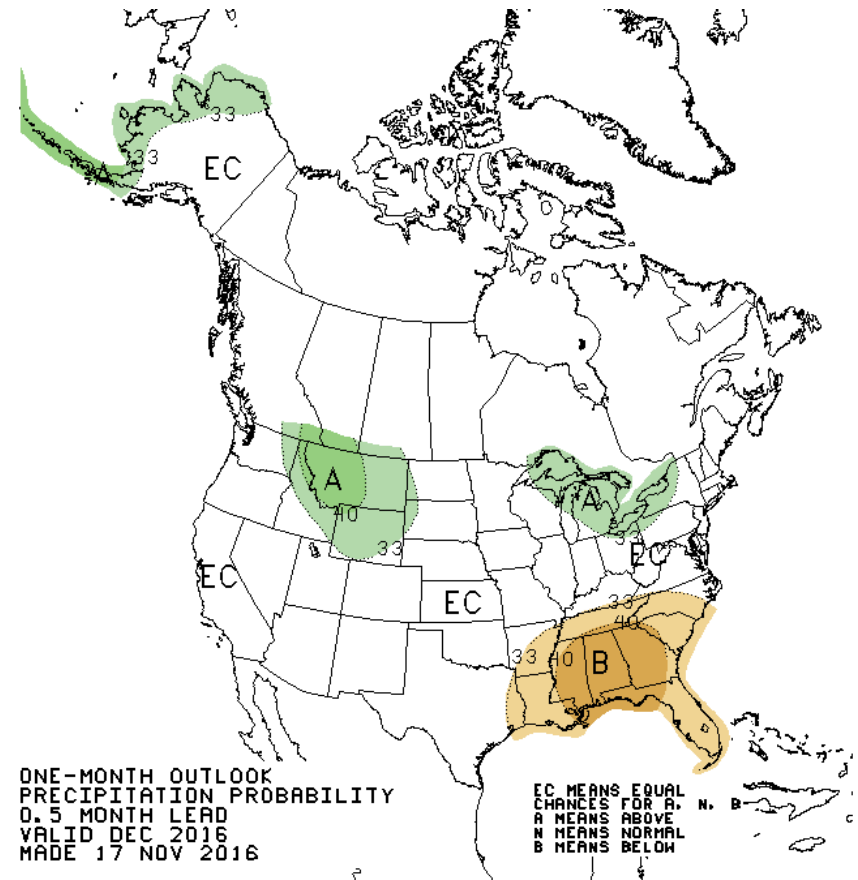 33
33
A
EC
A
40
33
A
33
EC
EC
EC
33
40
33
40
B
ONE-MONTH OUTLOOK
PRECIPITATION PROBABILITY
0.5 MONTH LEAD
VALID DEC 2016
MADE 17 NOV 2016
EC MEANS EQUAL
CHANCES FOR A, N, B
A MEANS ABOVE
N MEANS NORMAL
B MEANS BELOW